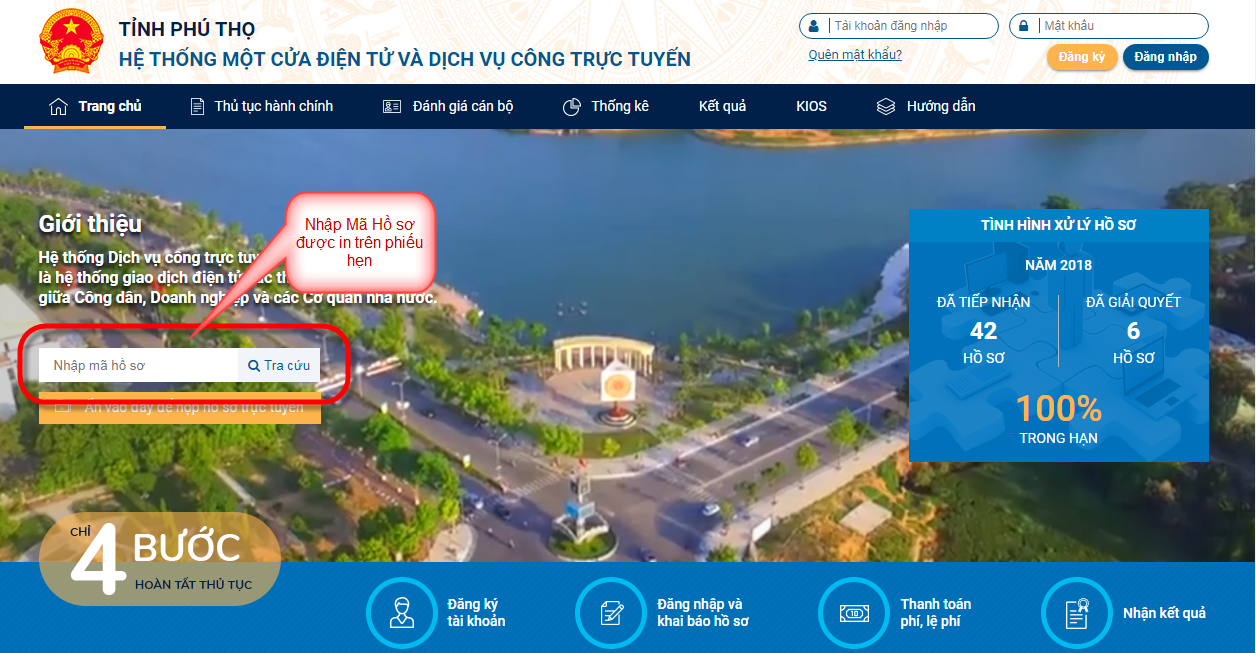 TỈNH PHÚ THỌ
HỆ THỐNG MỘT CỬA ĐIỆN TỬ VÀ DỊCH VỤ CÔNG TRỰC TUYẾN
Tài khoản đăng nhập
Mật khẩu
Quên mật khẩu?
Đăng ký
Đăng nhập
Trang chủ
Thủ tục hành chính
Đánh giá cán bộ
Thống kê
Kết quả
KIOS
Hướng dẫn
Giới thiệu
Hệ thống Dịch vụ công trực
là hệ thống giao dịch điện tử
giữa Công dân, Doanh nghiệp và các Cơ quan nhà nước.
Nhập Mã Hồ sơ
được in trên phiếu
hẹn
Nhập mã hồ sơ
Tra cứu
Ấn vào đây để nộp hồ sơ trực tuyến
TÌNH HÌNH XỬ LÝ HỒ SƠ
NĂM 2018
ĐÃ TIẾP NHẬN
42
HỒ SƠ
ĐÃ GIẢI QUYẾT
6
HỒ SƠ
100%
TRONG HẠN
CHỈ
4 BƯỚC
HOÀN TẤT THỦ TỤC
Đăng ký
tài khoản
Đăng nhập và
khai báo hồ sơ
10
Thanh toán
phí, lệ phí
Nhận kết quả